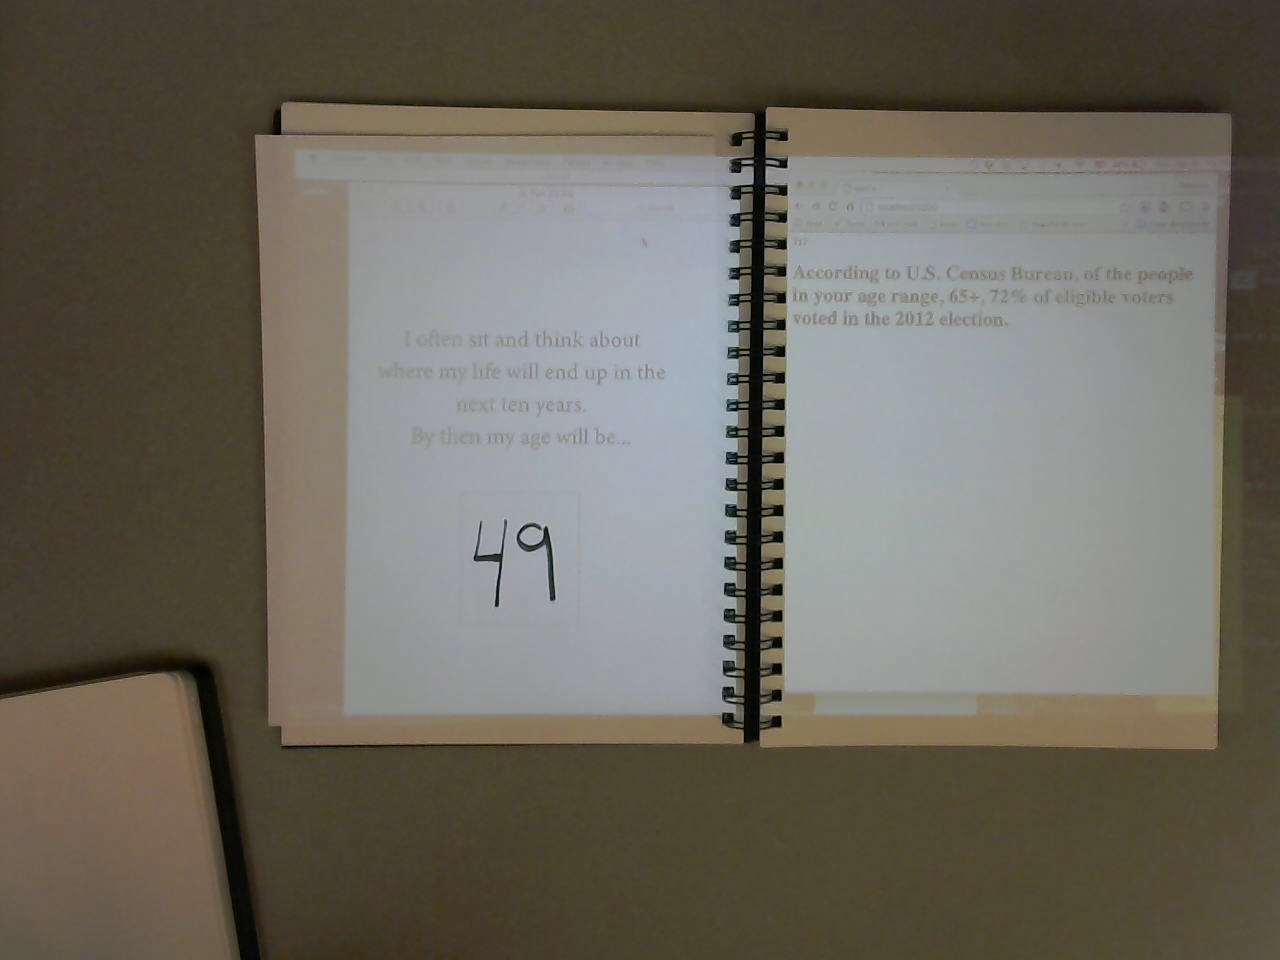 I often sit and think about
where my life will end up in the
next ten years.
By then my age will be...
49
According to U.S. Census Bureau, of the people
in your age range, 65+, 72% of eligible voters
voted in the 2012 election.